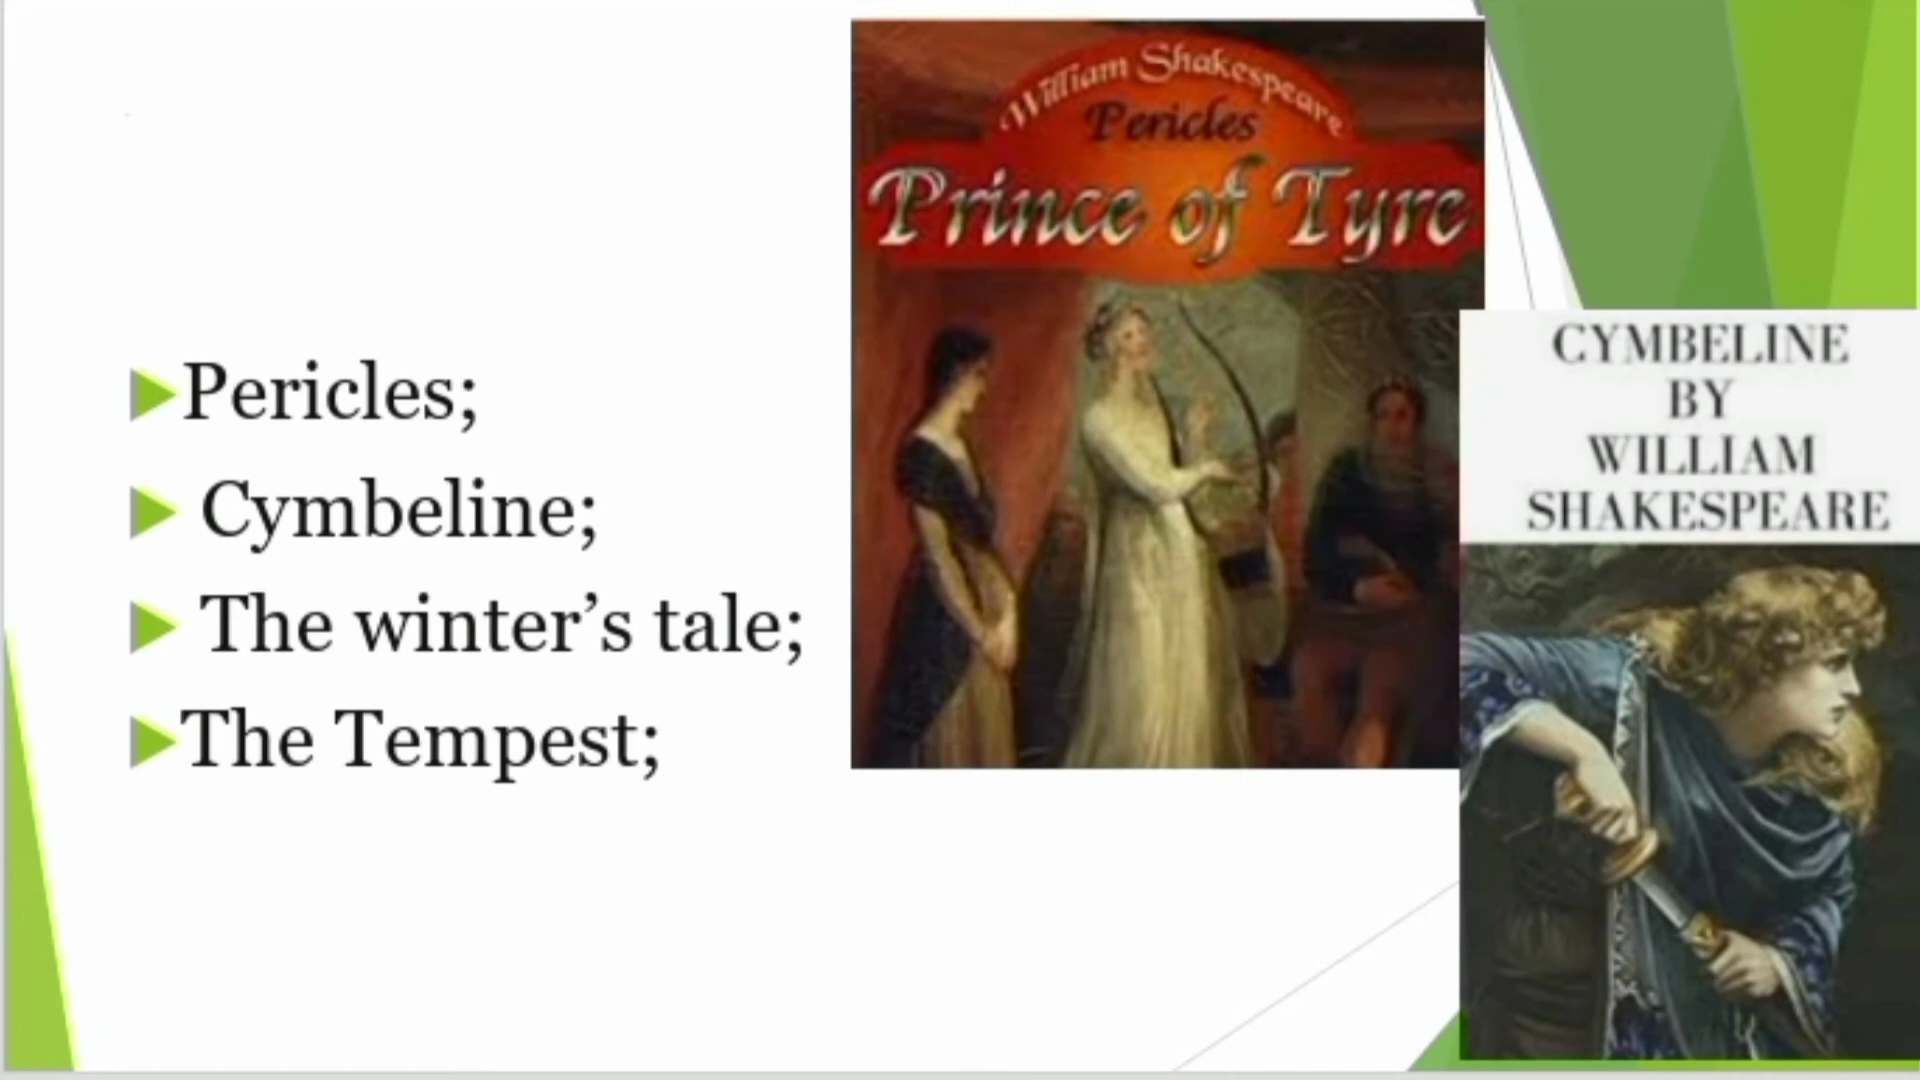 Pericles;
Cymbeline;
The winter’s tale;
The Tempest;
William Shakespeare
Pericles
Prince of Tyre
CYMBELINE
BY
WILLIAM
SHAKESPEARE